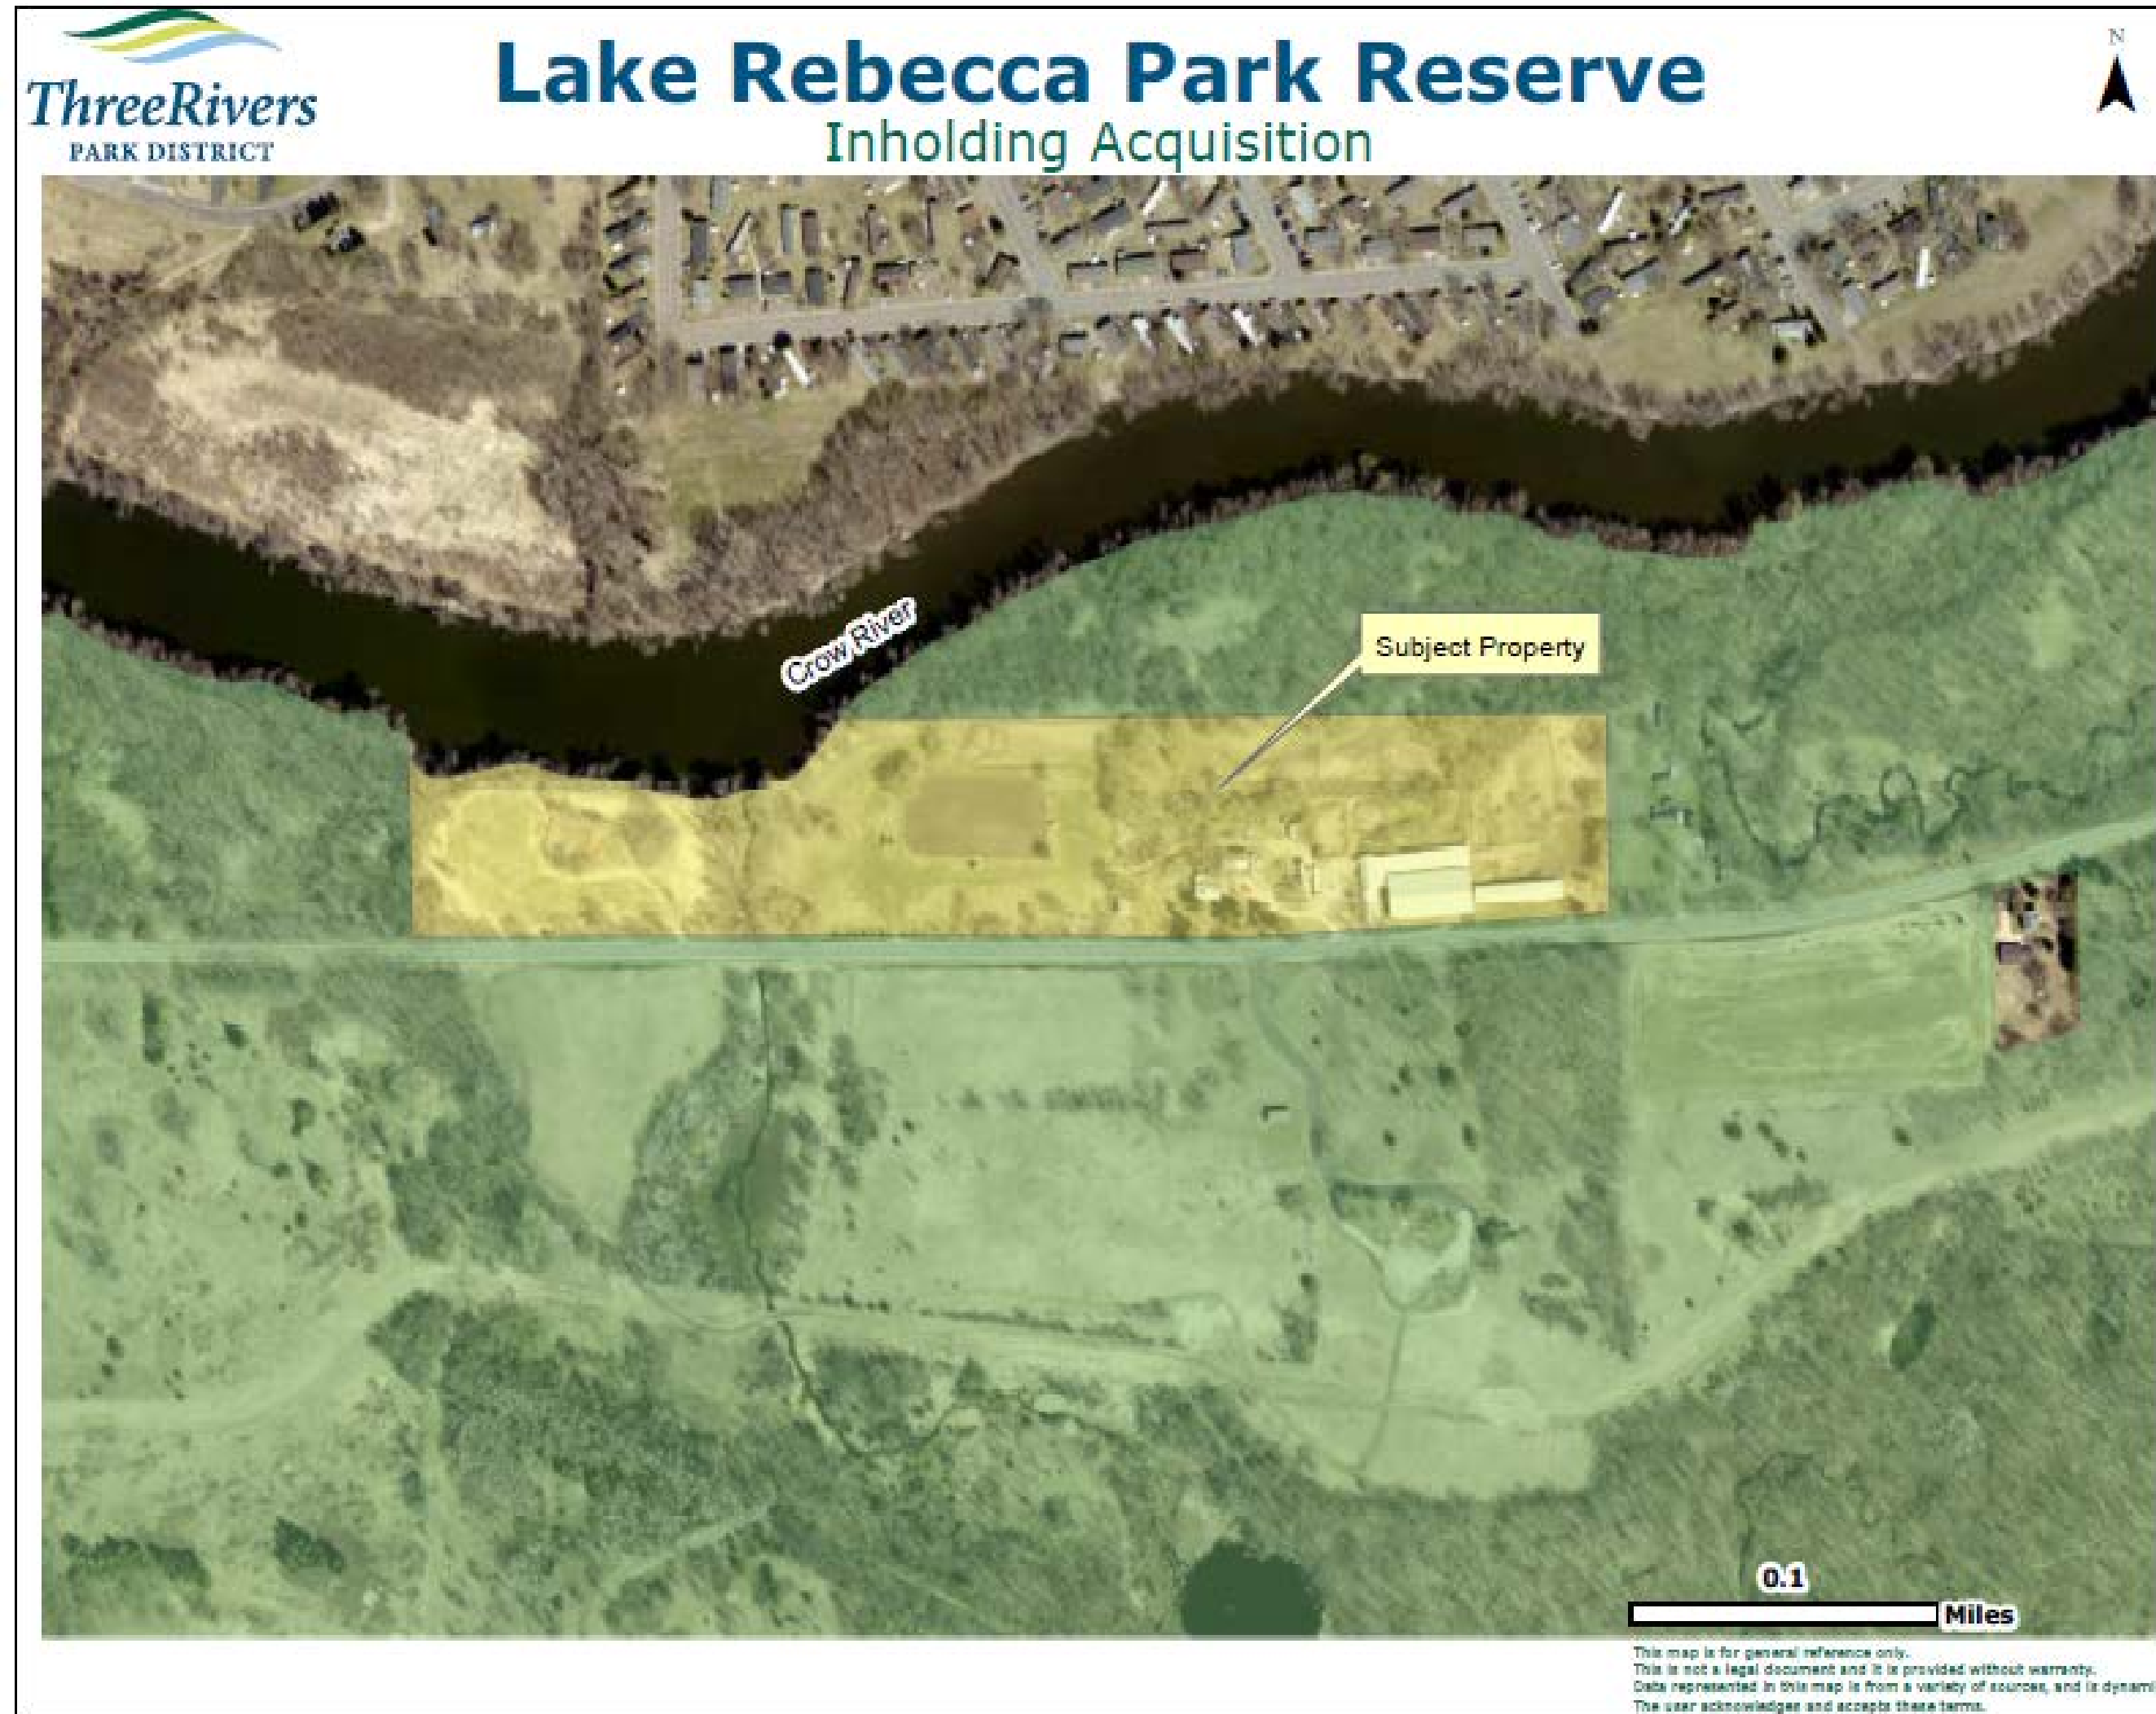 ThreeRivers
PARK DISTRICT
Lake Rebecca Park Reserve
Inholding Acquisition
N
Crow River
Subject Property
0.1
Miles
This map is for general reference only.
This is not a legal document and it is provided without warranty.
Data represented in this map is from a variety of sources, and is dynami
The user acknowledges and accepts these terms.